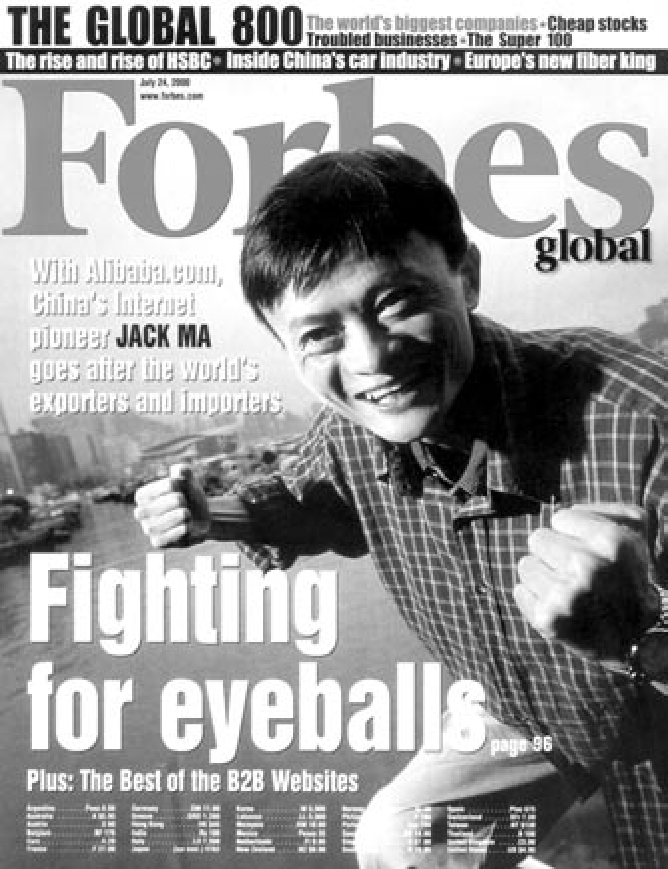 THE GLOBAL 800
The world's biggest companies • Cheap stocks
Troubled businesses • The Super 100
The rise and rise of HSBC • Inside China's car industry • Europe's new fiber king
July 24, 2000
www.forbes.com
Forbes
global
With Alibaba.com,
China's Internet
pioneer JACK MA
goes after the world's
exporters and importers
Fighting
for eyeballs
page 96
Plus: The Best of the B2B Websites